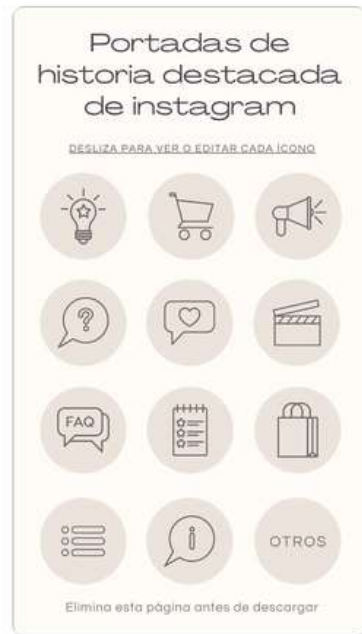 Portadas de
historia destacada
de instagram
DESLIZA PARA VER O EDITAR CADA ÍCONO
?
FAQ
i
OTROS
Elimina esta página antes de descargar